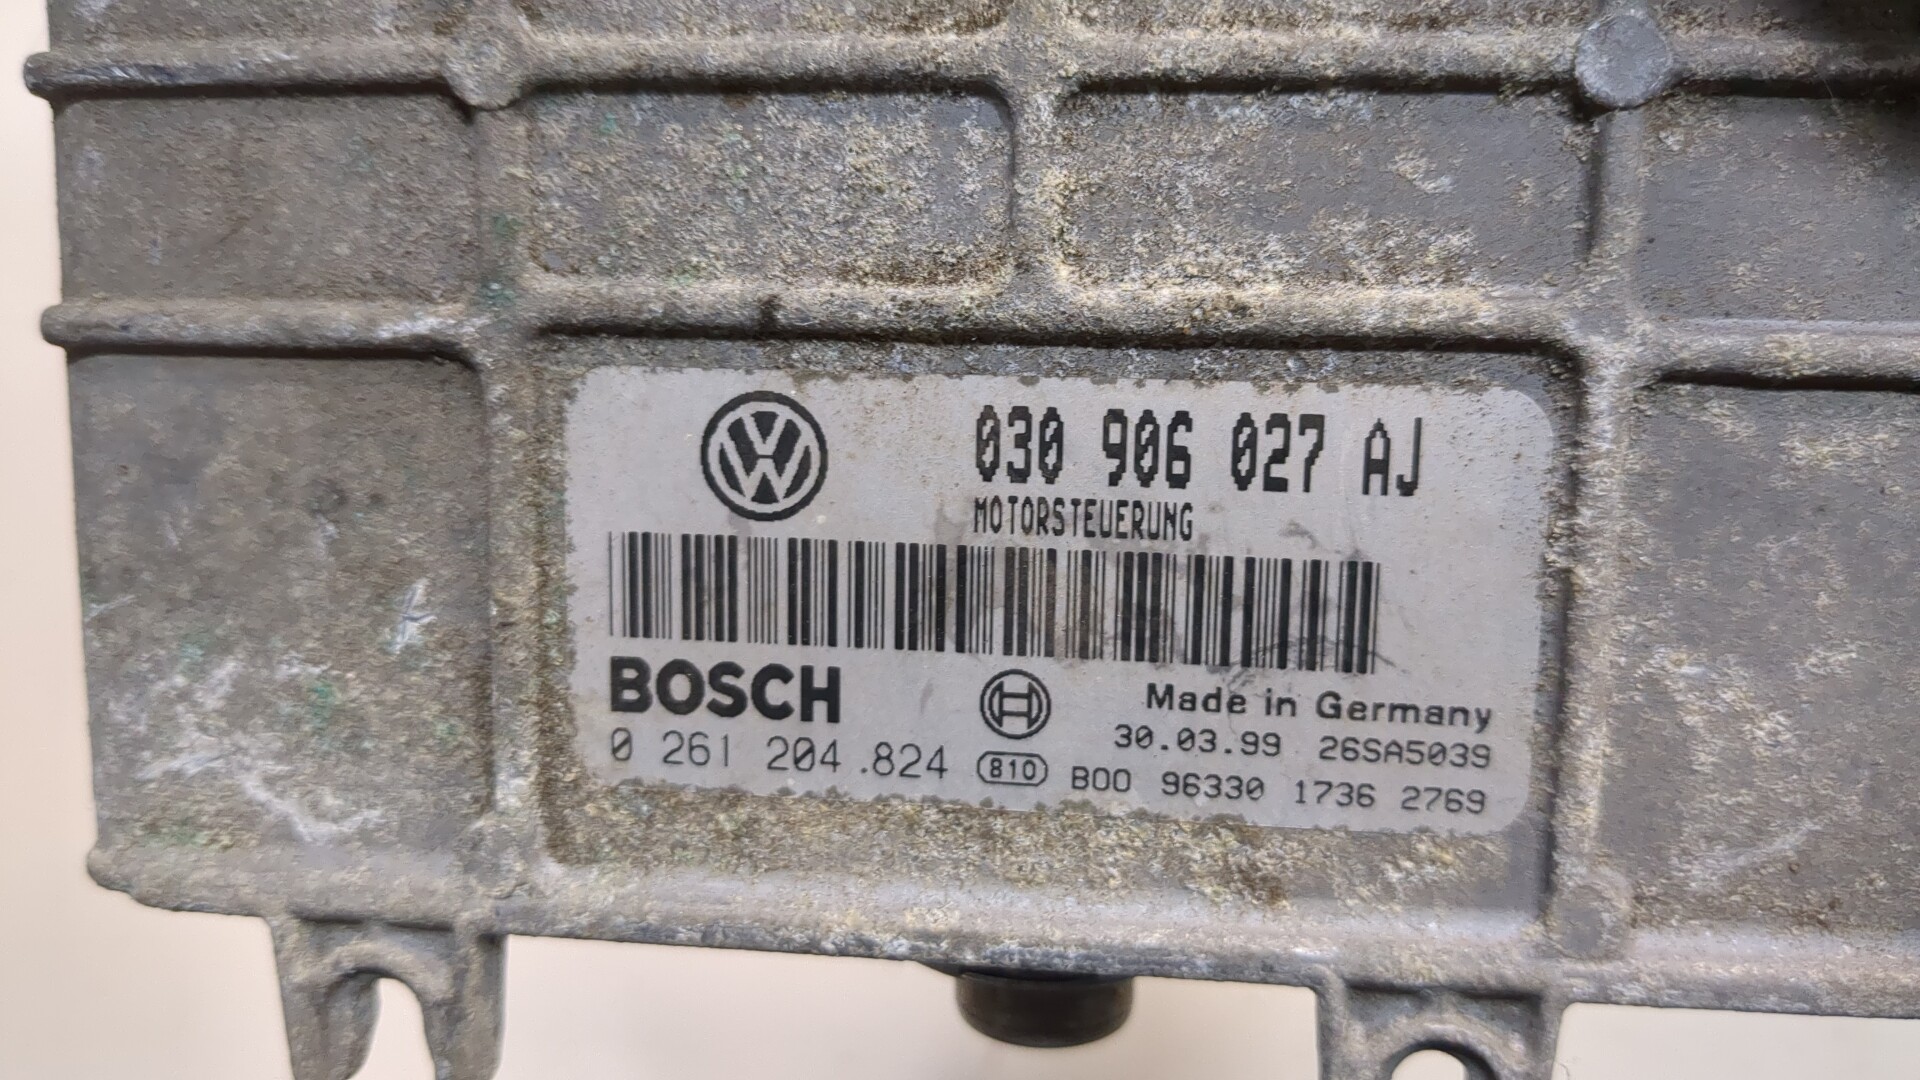 030 906 027 AJ
MOTORSTEUERUNG
BOSCH
Made in Germany
0 261 204.824
30.03.99 26SA5039
810 B00 96330 1736 2769